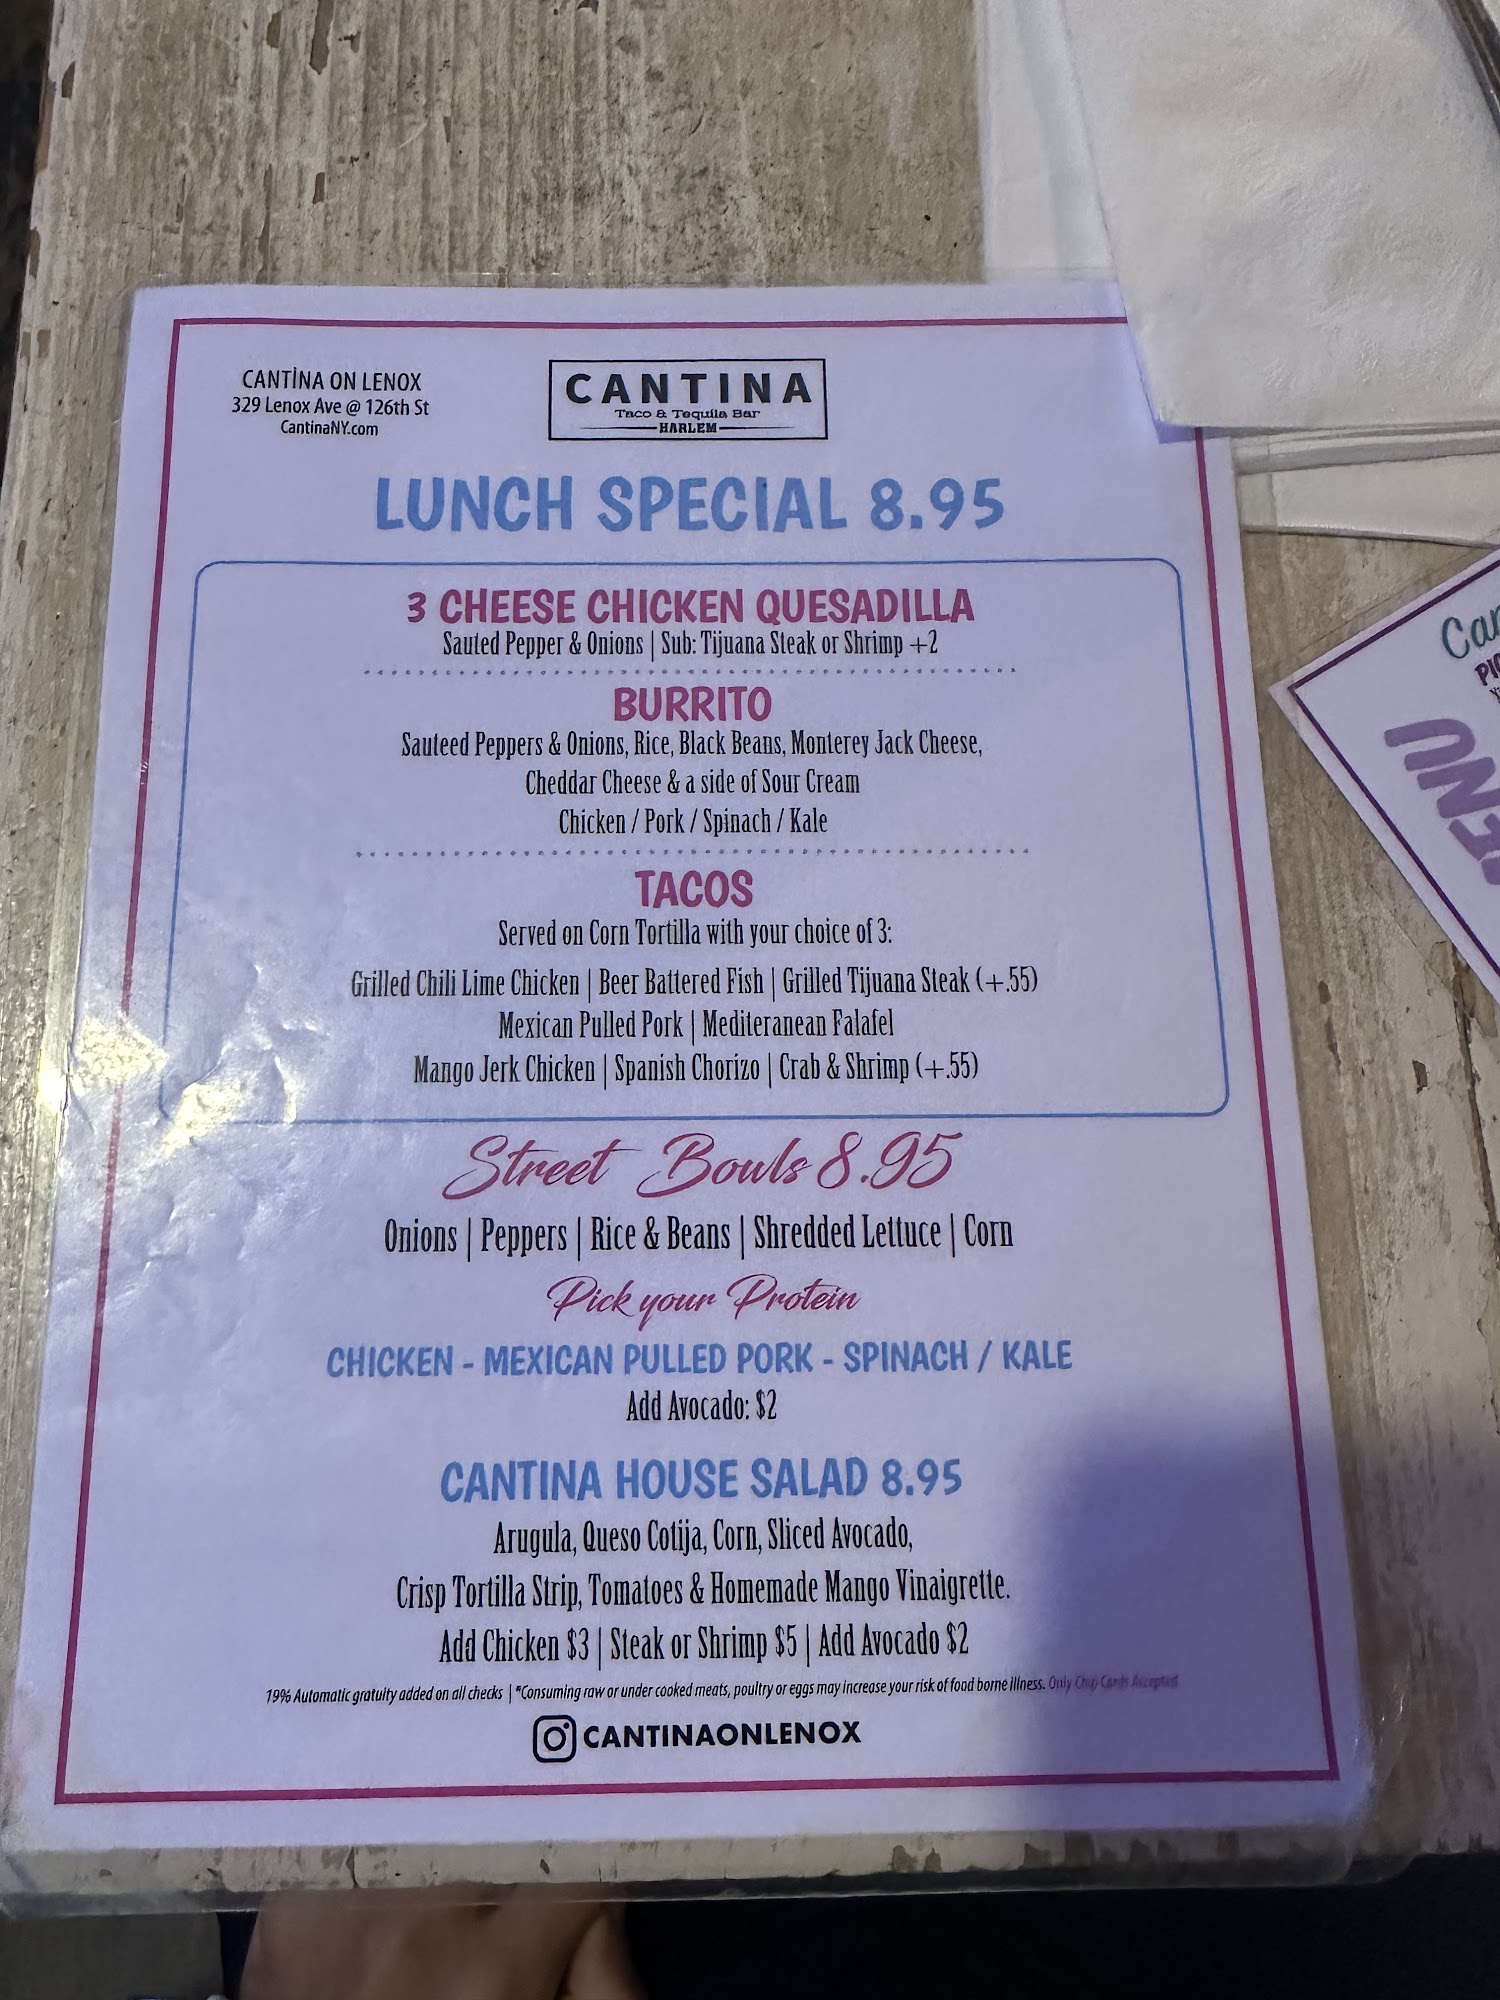 CANTİNA ON LENOX
329 Lenox Ave @ 126th St
CantinaNY.com
CANTINA
Taco & Tequila Bar
HARLEM
LUNCH SPECIAL 8.95
3 CHEESE CHICKEN QUESADILLA
Sauted Pepper & Onions | Sub: Tijuana Steak or Shrimp +2
BURRITO
Sauteed Peppers & Onions, Rice, Black Beans, Monterey Jack Cheese,
Cheddar Cheese & a side of Sour Cream
Chicken / Pork / Spinach / Kale
TACOS
Served on Corn Tortilla with your choice of 3:
Grilled Chili Lime Chicken | Beer Battered Fish | Grilled Tijuana Steak (+.55)
Mexican Pulled Pork | Mediteranean Falafel
Mango Jerk Chicken | Spanish Chorizo | Crab & Shrimp (+.55)
Street Bowls 8.95
Onions | Peppers | Rice & Beans | Shredded Lettuce | Corn
Pick your Protein
CHICKEN - MEXICAN PULLED PORK - SPINACH / KALE
Add Avocado: $2
CANTINA HOUSE SALAD 8.95
Arugula, Queso Cotija, Corn, Sliced Avocado,
Crisp Tortilla Strip, Tomatoes & Homemade Mango Vinaigrette.
Add Chicken $3 | Steak or Shrimp $5 | Add Avocado $2
19% Automatic gratuity added on all checks | *Consuming raw or under cooked meats, poultry or eggs may increase your risk of food borne illness. Only Chip Cards Accepted
CANTINAONLENOX